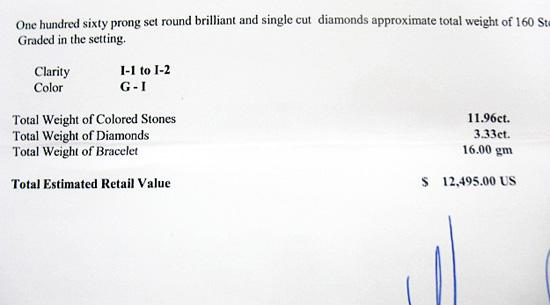 One hundred sixty prong set round brilliant and single cut diamonds approximate total weight of 160
Graded in the setting.
Clarity I-1 to I-2
Color G - I
Total Weight of Colored Stones 11.96ct.
Total Weight of Diamonds 3.33ct.
Total Weight of Bracelet 16.00 gm
Total Estimated Retail Value $ 12,495.00 US